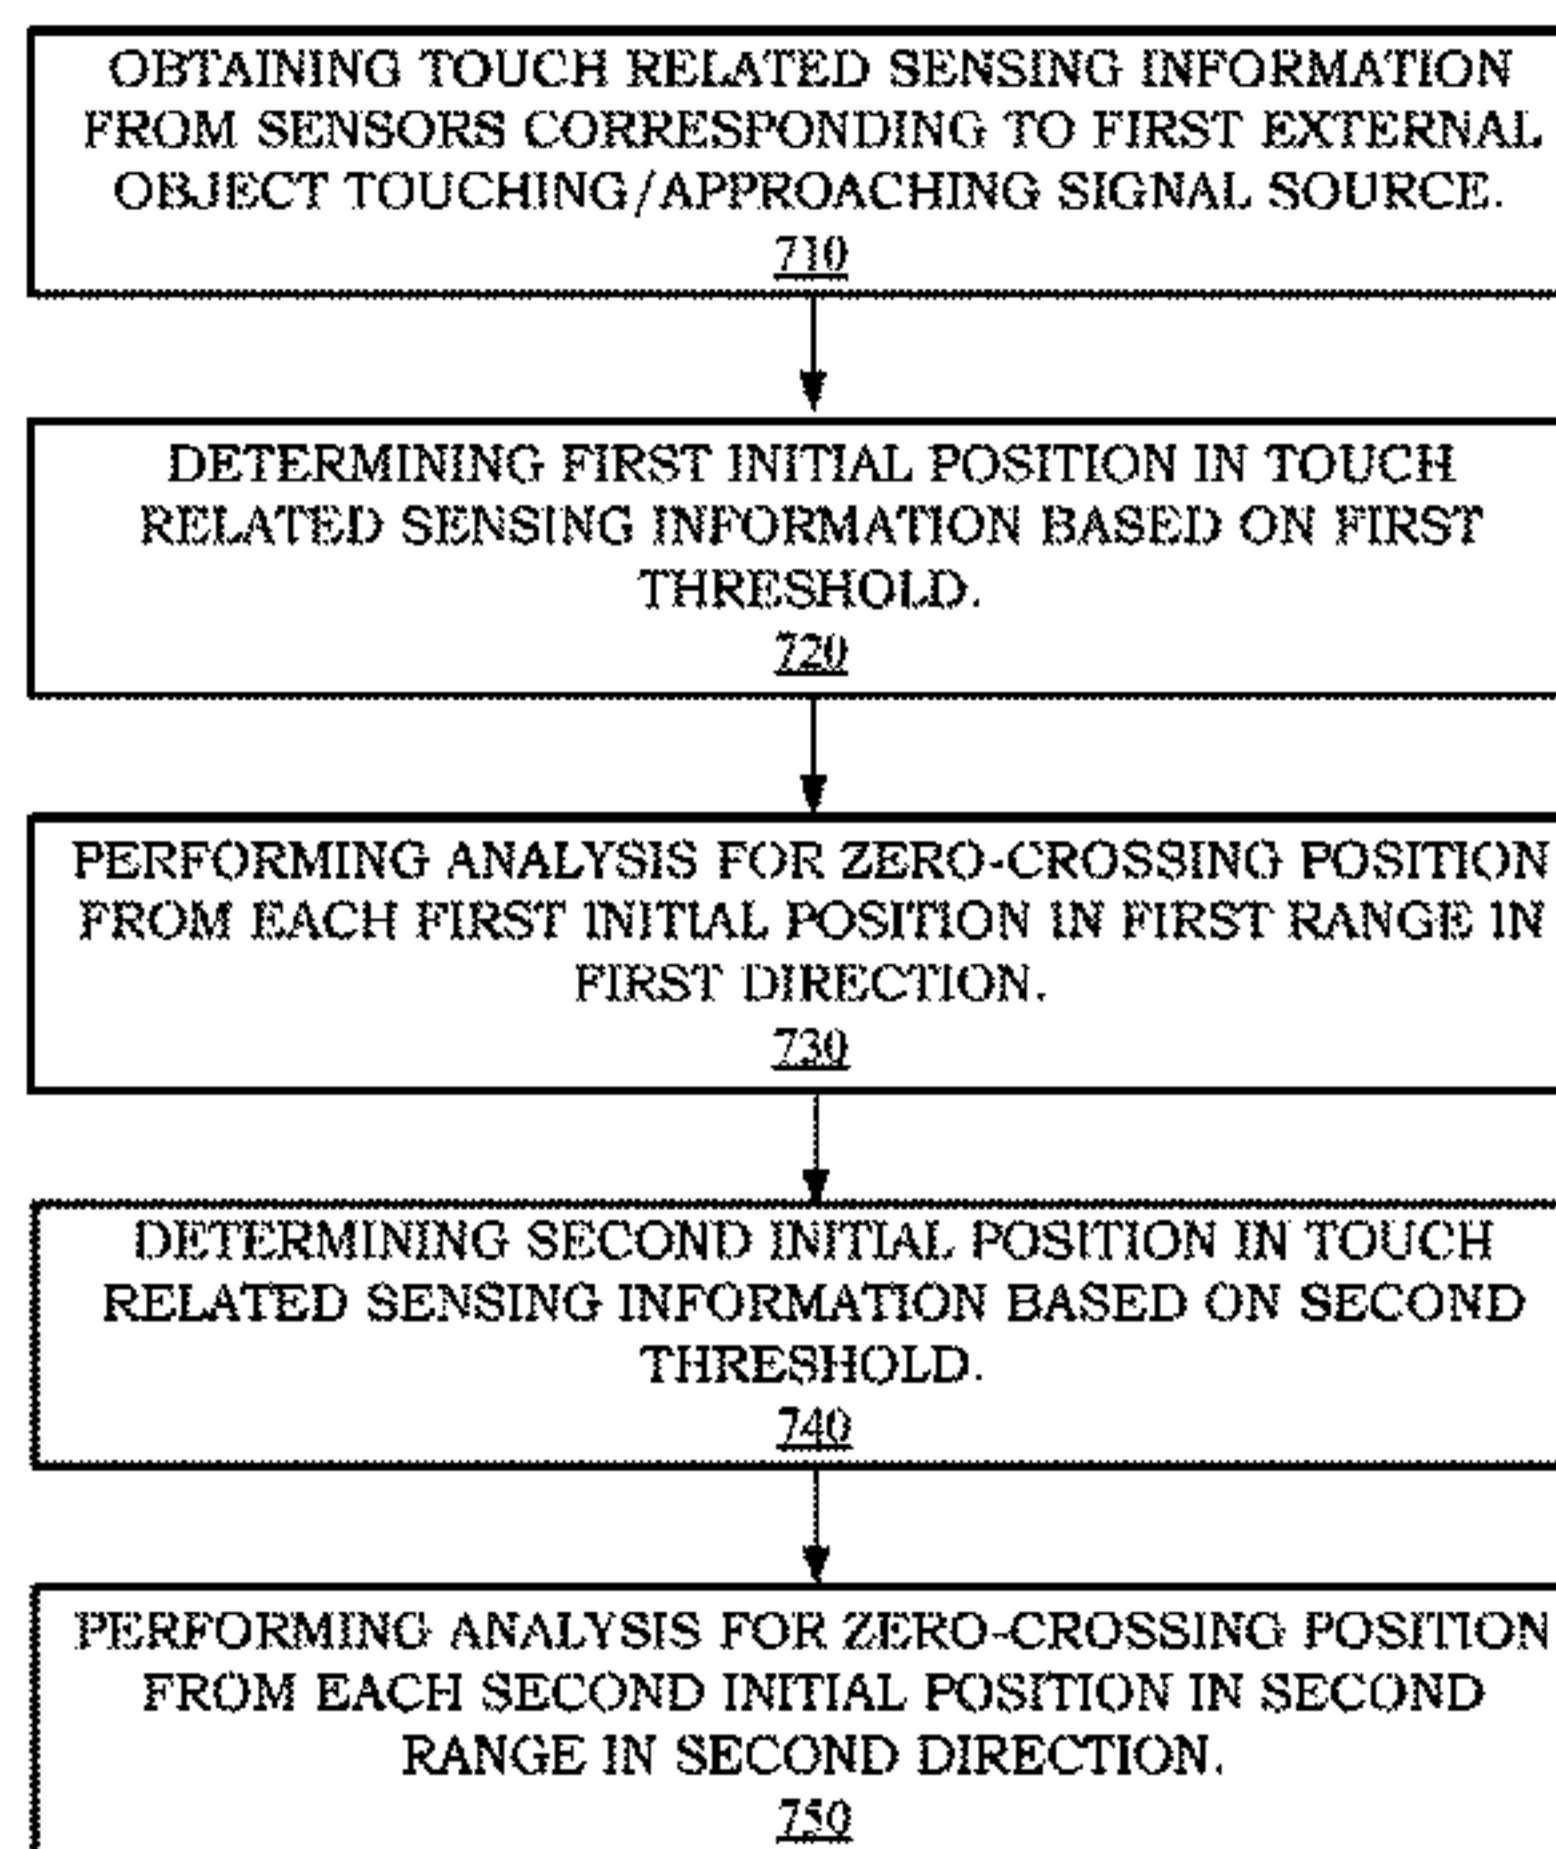 OBTAINING TOUCH RELATED SENSING INFORMATION
FROM SENSORS CORRESPONDING TO FIRST EXTERNAL
OBJECT TOUCHING/APPROACHING SIGNAL SOURCE.
710
DETERMINING FIRST INITIAL POSITION IN TOUCH
RELATED SENSING INFORMATION BASED ON FIRST
THRESHOLD.
720
PERFORMING ANALYSIS FOR ZERO-CROSSING POSITION
FROM EACH FIRST INITIAL POSITION IN FIRST RANGE IN
FIRST DIRECTION.
730
DETERMINING SECOND INITIAL POSITION IN TOUCH
RELATED SENSING INFORMATION BASED ON SECOND
THRESHOLD.
740
PERFORMING ANALYSIS FOR ZERO-CROSSING POSITION
FROM EACH SECOND INITIAL POSITION IN SECOND
RANGE IN SECOND DIRECTION.
750